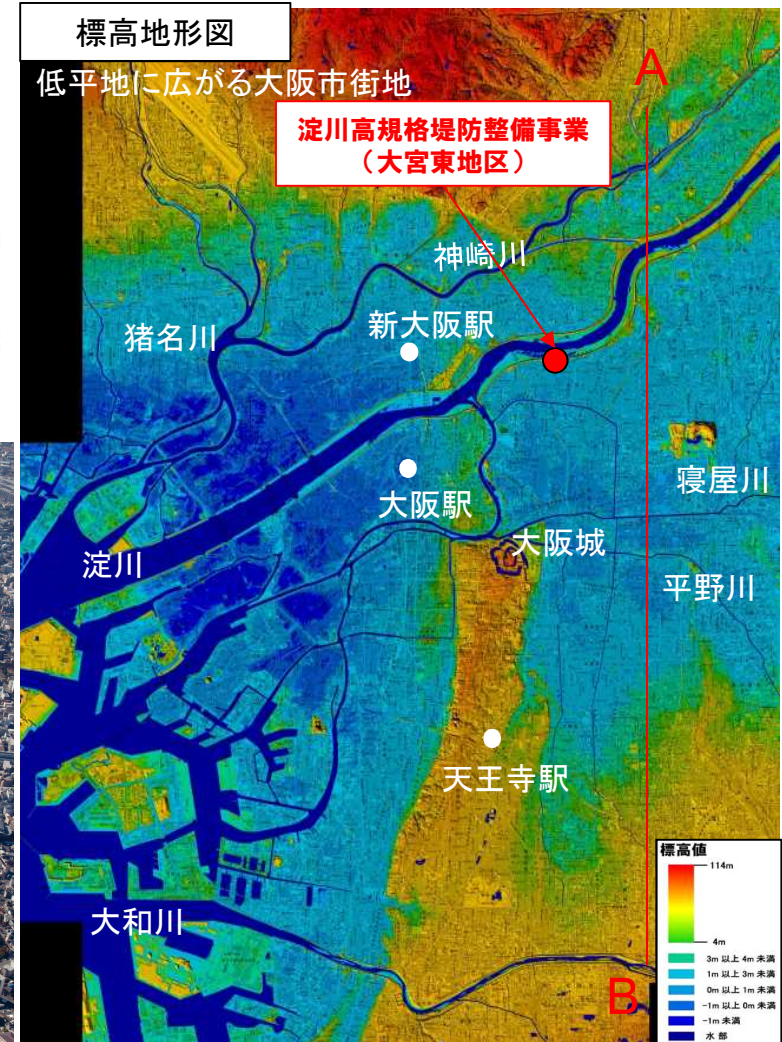 標高地形図
低平地に広がる大阪市街地
A
淀川高規格堤防整備事業
（大宮東地区）
神崎川
猪名川
新大阪駅
大阪駅
寝屋川
大阪城
淀川
平野川
天王寺駅
大和川
B
標高値
114m
4m
3m 以上 4m 未満
1m 以上 3m 未満
0m 以上 1m 未満
-1m 以上 0m 未満
-1m 未満
水 部